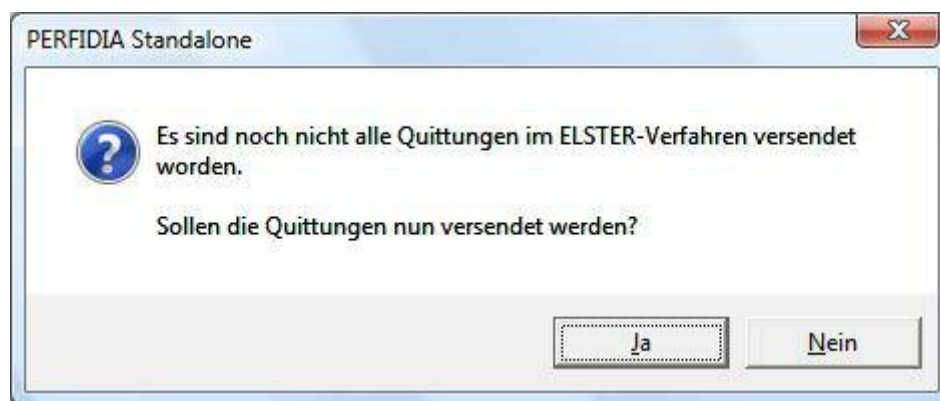 PERFIDIA Standalone
Es sind noch nicht alle Quittungen im ELSTER-Verfahren versendet
worden.
Sollen die Quittungen nun versendet werden?
Ja
Nein